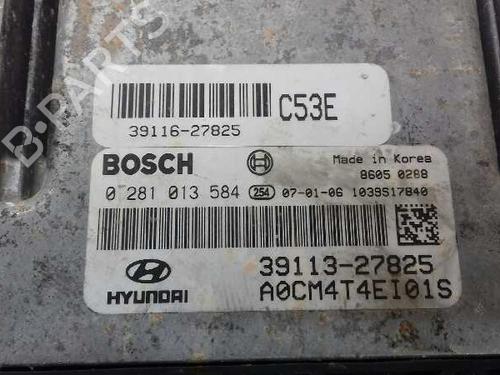 C53E
39116-27825
BOSCH
Made in Korea
8605 0288
0 281 013 584 254 07-01-06 1039S17840
39113-27825
HYUNDAI
A0CM4T4EI01S
B-PARTS